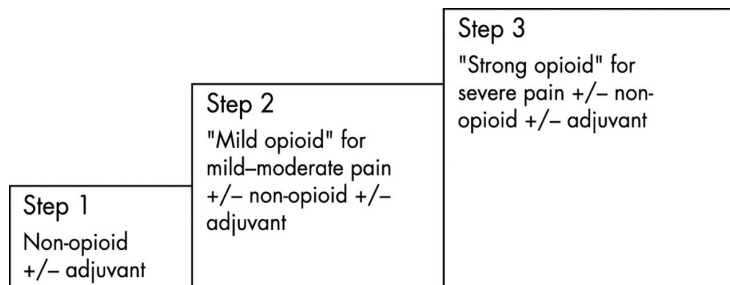 Step 1
Non-opioid
+/– adjuvant
Step 2
"Mild opioid" for
mild–moderate pain
+/– non-opioid +/–
adjuvant
Step 3
"Strong opioid" for
severe pain +/– non-
opioid +/– adjuvant